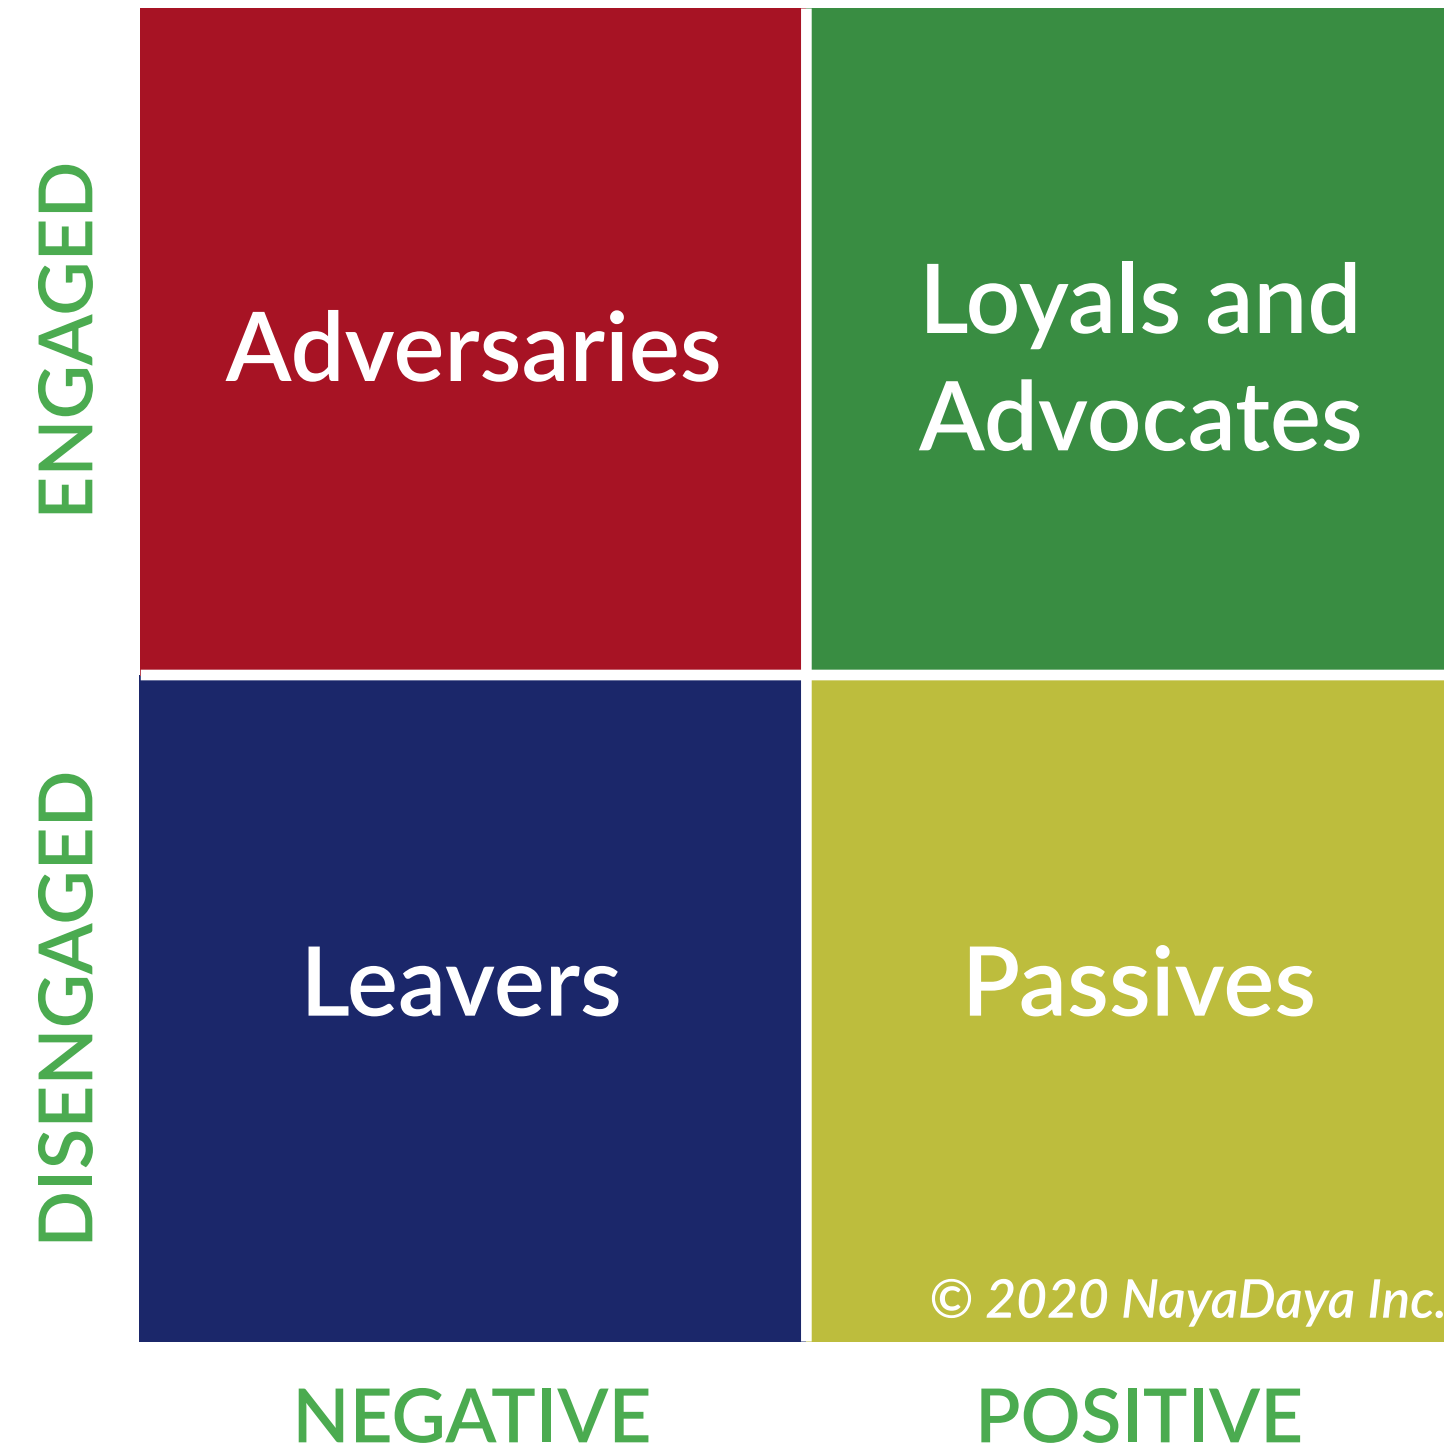 ENGAGED
Adversaries
Loyals and
Advocates
DISENGAGED
Leavers
Passives
© 2020 NayaDaya Inc.
NEGATIVE
POSITIVE